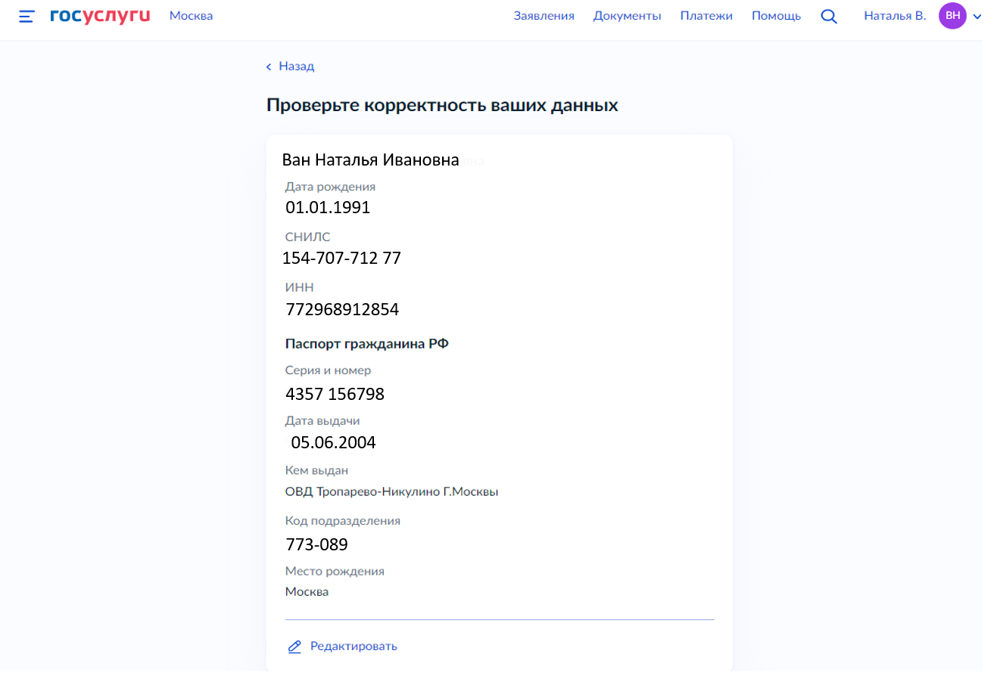 госуслуги Москва Заявления Документы Платежи Помощь Наталья В. ВН
Назад
Проверьте корректность ваших данных
Ван Наталья Ивановна
Дата рождения
01.01.1991
СНИЛС
154-707-712 77
ИНН
772968912854
Паспорт гражданина РФ
Серия и номер
4357 156798
Дата выдачи
05.06.2004
Кем выдан
ОВД Тропарево-Никулино Г.Москвы
Код подразделения
773-089
Место рождения
Москва
Редактировать